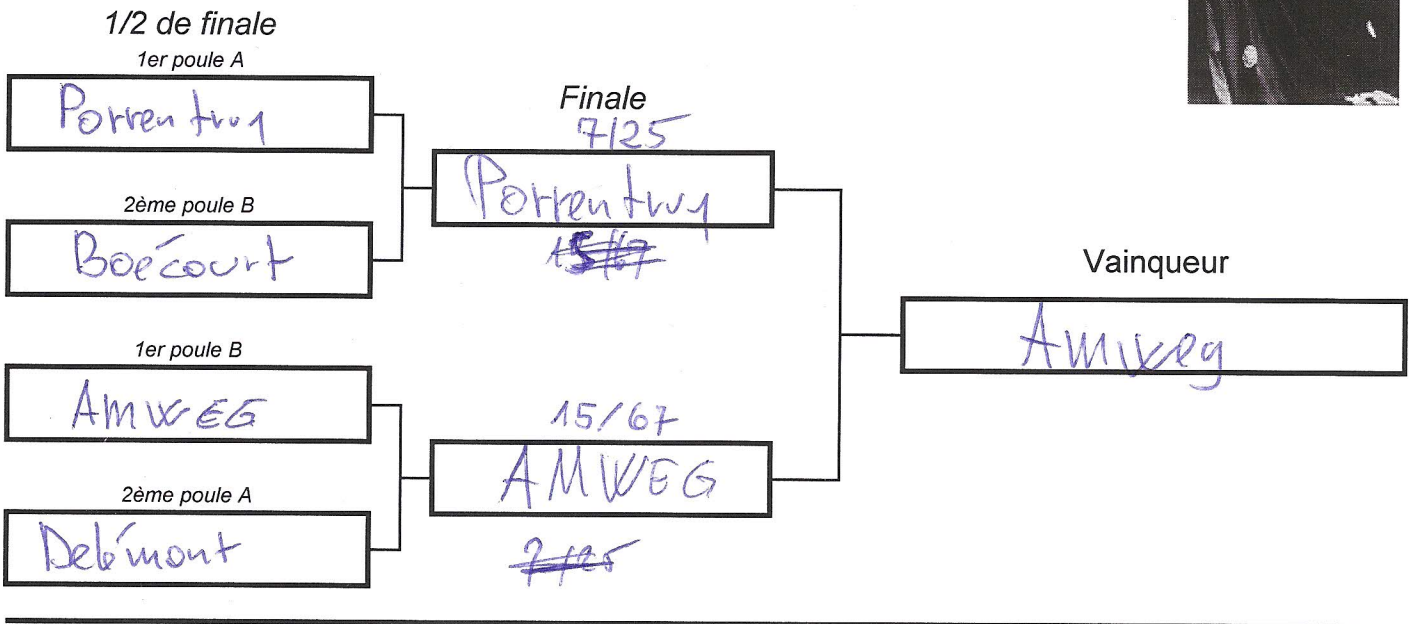 1/2 de finale
1er poule A
Porrentruy
2ème poule B
Boécourt
1er poule B
AMWEG
2ème poule A
Delémont
Finale
7/25
Porrentruy
15/67
15/67
AMWEG
7/25
Vainqueur
Amweg